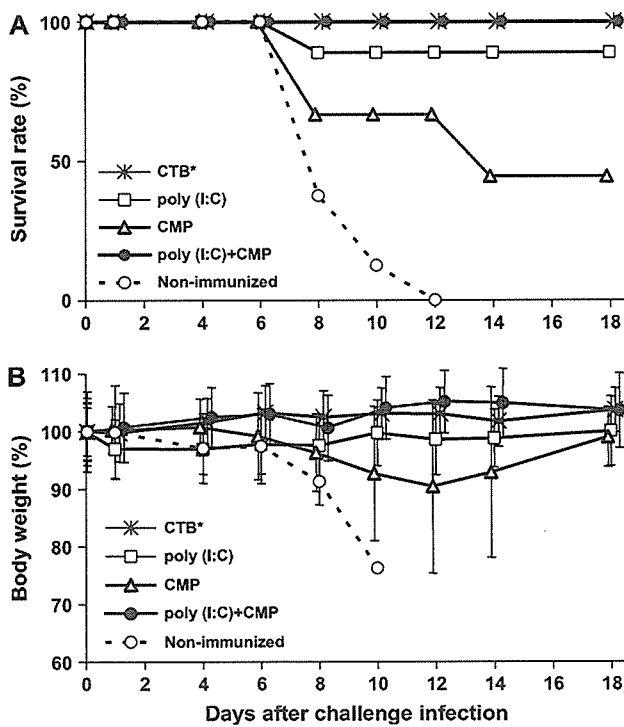 A
Survival rate (%)
100
50
0
CTB*
poly (I:C)
CMP
poly (I:C)+CMP
Non-immunized
0 2 4 6 8 10 12 14 16 18
B
Body weight (%)
110
100
90
80
70
60
CTB*
poly (I:C)
CMP
poly (I:C)+CMP
Non-immunized
0 2 4 6 8 10 12 14 16 18
Days after challenge infection